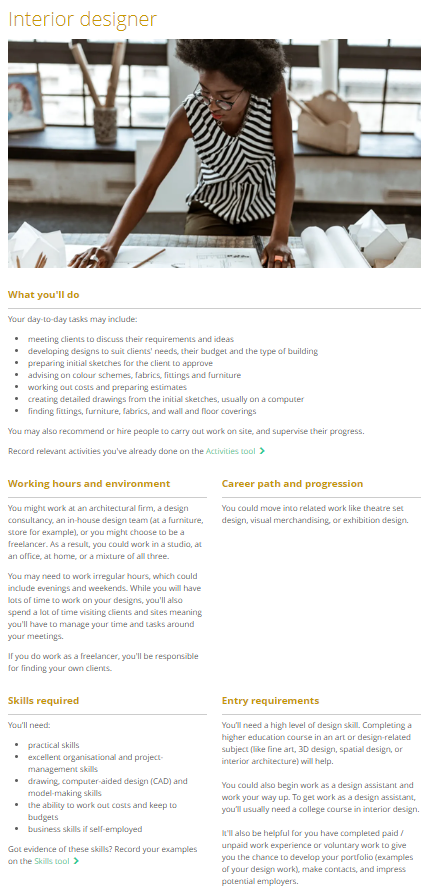 Interior designer
What you'll do
Your day-to-day tasks may include:
meeting clients to discuss their requirements and ideas
developing designs to suit clients' needs, their budget and the type of building
preparing initial sketches for the client to approve
advising on colour schemes, fabrics, fittings and furniture
working out costs and preparing estimates
creating detailed drawings from the initial sketches, usually on a computer
finding fittings, furniture, fabrics, and wall and floor coverings
You may also recommend or hire people to carry out work on site, and supervise their progress.
Record relevant activities you've already done on the Activities tool
Working hours and environment
You might work at an architectural firm, a design
consultancy, an in-house design team (at a furniture,
store for example), or you might choose to be a
freelancer. As a result, you could work in a studio, at
an office, at home, or a mixture of all three.
You may need to work irregular hours, which could
include evenings and weekends. While you will have
lots of time to work on your designs, you'll also
spend a lot of time visiting clients and sites meaning
you'll have to manage your time and tasks around
your meetings.
If you do work as a freelancer, you'll be responsible
for finding your own clients.
Career path and progression
You could move into related work like theatre set
design, visual merchandising, or exhibition design.
Skills required
You'll need:
practical skills
excellent organisational and project-
management skills
drawing, computer-aided design (CAD) and
model-making skills
the ability to work out costs and keep to
budgets
business skills if self-employed
Got evidence of these skills? Record your examples
on the Skills tool
Entry requirements
You'll need a high level of design skill. Completing a
higher education course in an art or design-related
subject (like fine art, 3D design, spatial design, or
interior architecture) will help.
You could also begin work as a design assistant and
work your way up. To get work as a design assistant,
you'll usually need a college course in interior design.
It'll also be helpful for you have completed paid /
unpaid work experience or voluntary work to give
you the chance to develop your portfolio (examples
of your design work), make contacts, and impress
potential employers.